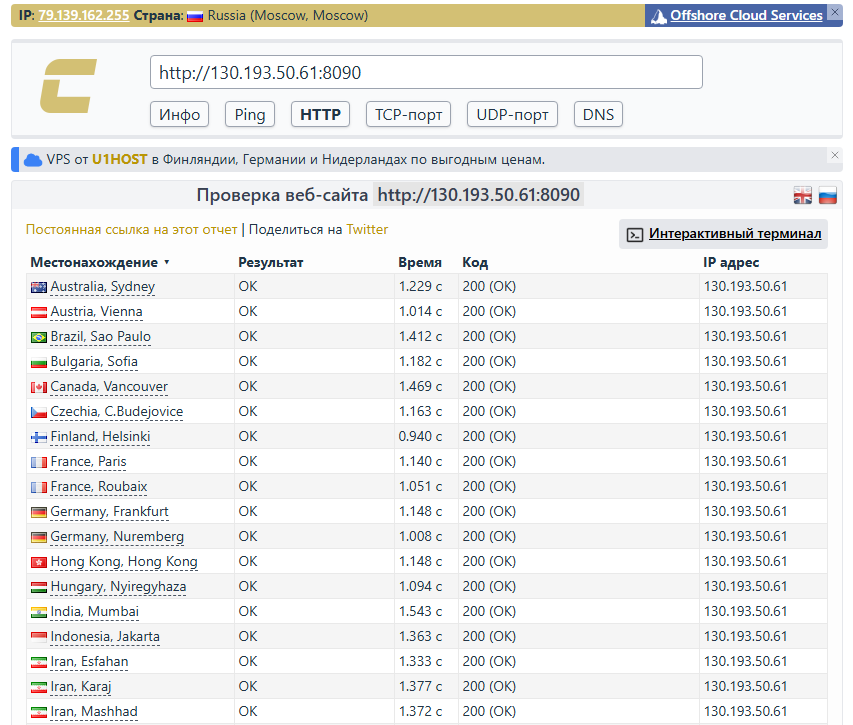 IP: 79.139.162.255 Страна: Russia (Moscow, Moscow) Offshore Cloud Services
http://130.193.50.61:8090
Инфо Ping HTTP TCP-порт UDP-порт DNS
VPS от U1HOST в Финляндии, Германии и Нидерландах по выгодным ценам.
Проверка веб-сайта http://130.193.50.61:8090
Постоянная ссылка на этот отчет | Поделиться на Twitter Интерактивный терминал
Местонахождение Результат Время Код IP адрес
Australia, Sydney OK 1.229 с 200 (OK) 130.193.50.61
Austria, Vienna OK 1.014 с 200 (OK) 130.193.50.61
Brazil, Sao Paulo OK 1.412 с 200 (OK) 130.193.50.61
Bulgaria, Sofia OK 1.182 с 200 (OK) 130.193.50.61
Canada, Vancouver OK 1.469 с 200 (OK) 130.193.50.61
Czechia, C.Budejovice OK 1.163 с 200 (OK) 130.193.50.61
Finland, Helsinki OK 0.940 с 200 (OK) 130.193.50.61
France, Paris OK 1.140 с 200 (OK) 130.193.50.61
France, Roubaix OK 1.051 с 200 (OK) 130.193.50.61
Germany, Frankfurt OK 1.148 с 200 (OK) 130.193.50.61
Germany, Nuremberg OK 1.008 с 200 (OK) 130.193.50.61
Hong Kong, Hong Kong OK 1.148 с 200 (OK) 130.193.50.61
Hungary, Nyiregyhaza OK 1.094 с 200 (OK) 130.193.50.61
India, Mumbai OK 1.543 с 200 (OK) 130.193.50.61
Indonesia, Jakarta OK 1.363 с 200 (OK) 130.193.50.61
Iran, Esfahan OK 1.333 с 200 (OK) 130.193.50.61
Iran, Karaj OK 1.377 с 200 (OK) 130.193.50.61
Iran, Mashhad OK 1.372 с 200 (OK) 130.193.50.61